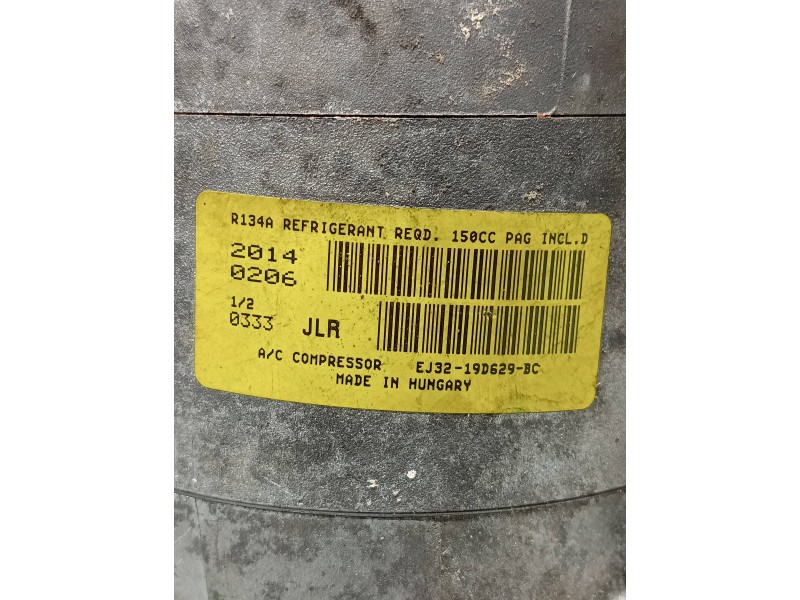 R134A REFRIGERANT REQD. 150CC PAG INCL.D
2014
0206
1/2
0333 JLR
A/C COMPRESSOR EJ32-19D629-BC
MADE IN HUNGARY